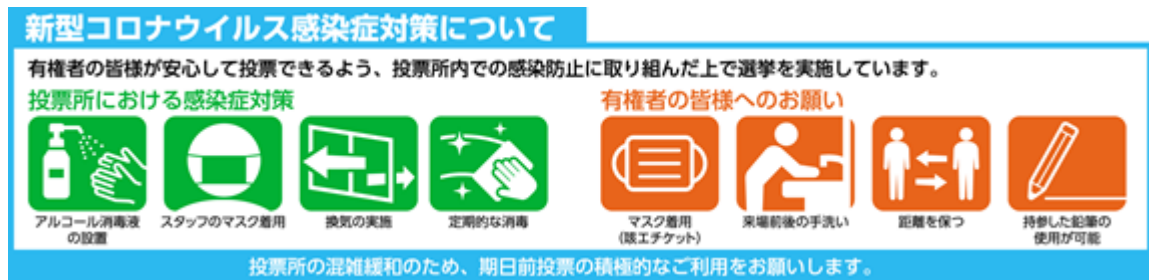 新型コロナウイルス感染症対策について
有権者の皆様が安心して投票できるよう、投票所内での感染防止に取り組んだ上で選挙を実施しています。
投票所における感染症対策
アルコール消毒液
の設置
スタッフのマスク着用
換気の実施
定期的な消毒
有権者の皆様へのお願い
マスク着用
(咳エチケット)
来場前後の手洗い
距離を保つ
持参した鉛筆の
使用が可能
投票所の混雑緩和のため、期日前投票の積極的なご利用をお願いします。